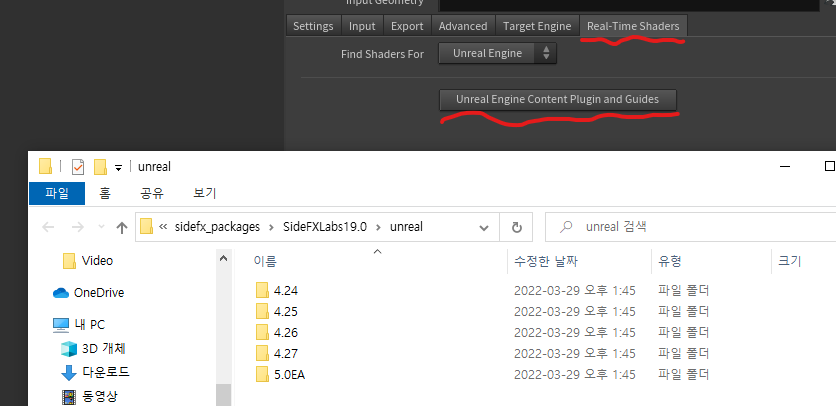 Input Geometry
Settings Input Export Advanced Target Engine Real-Time Shaders
Find Shaders For Unreal Engine
Unreal Engine Content Plugin and Guides
unreal
파일 홈 공유 보기
« sidefx_packages > SideFXLabs19.0 > unreal
unreal 검색
Video
OneDrive
내 PC
3D 개체
다운로드
동영상
이름 수정한 날짜 유형 크기
4.24 2022-03-29 오후 1:45 파일 폴더
4.25 2022-03-29 오후 1:45 파일 폴더
4.26 2022-03-29 오후 1:45 파일 폴더
4.27 2022-03-29 오후 1:45 파일 폴더
5.0EA 2022-03-29 오후 1:45 파일 폴더